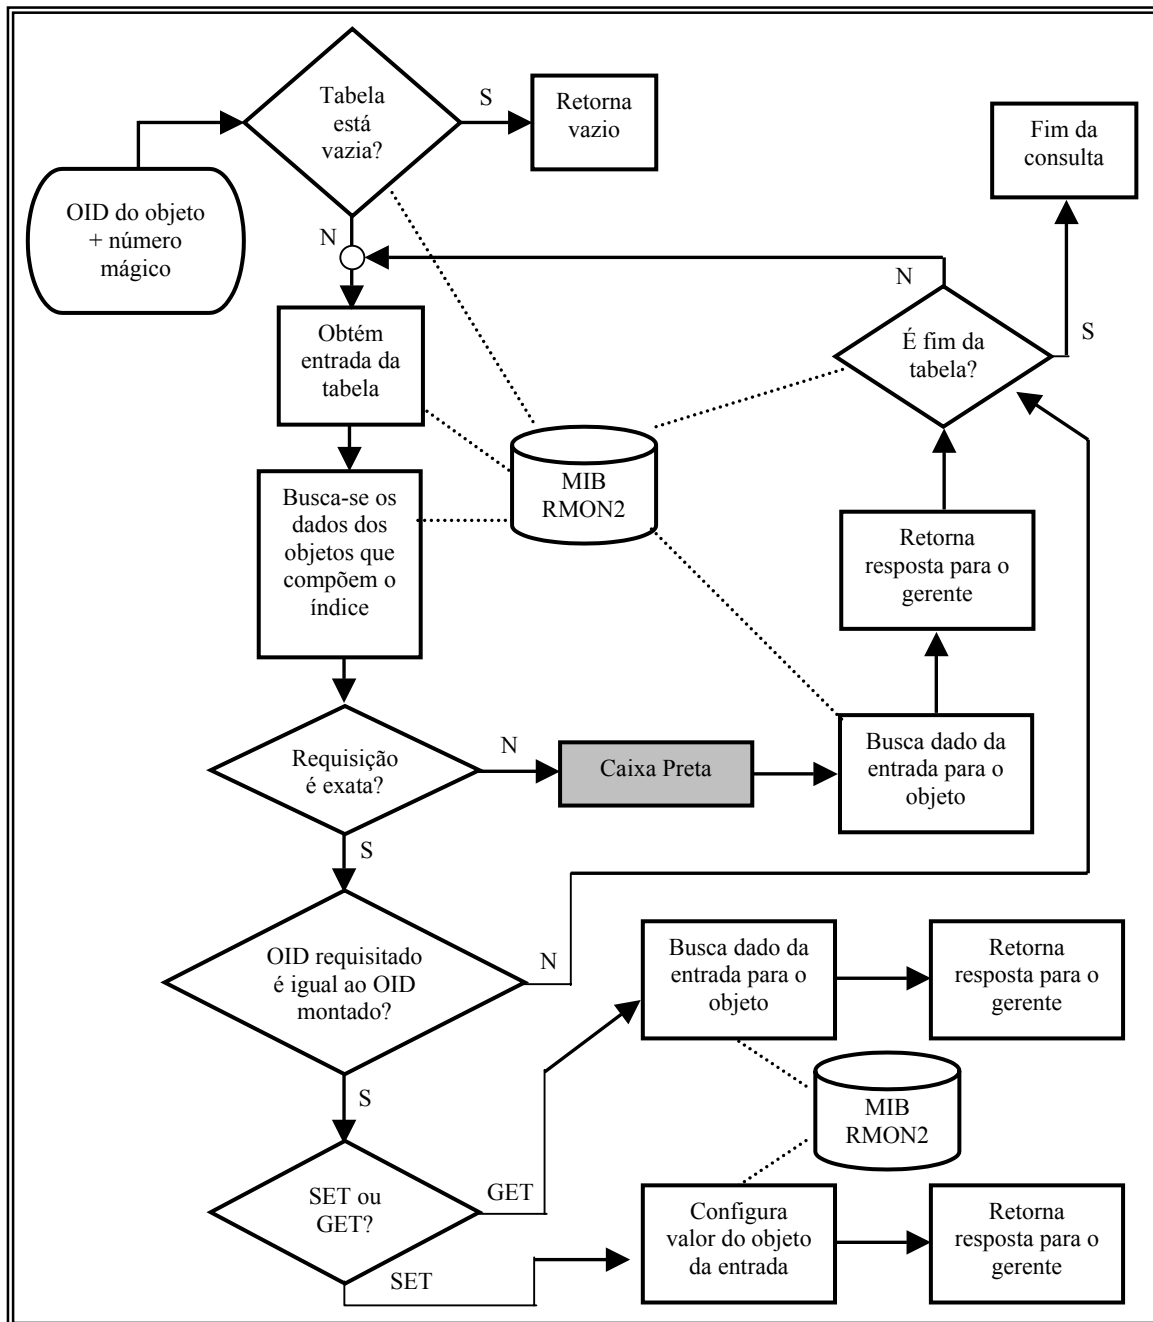 Tabela
está
vazia?
S
Retorna
vazio
Fim da
consulta
OID do objeto
+ número
mágico
N
N
Obtém
entrada da
tabela
É fim da
tabela?
S
MIB
RMON2
Busca-se os
dados dos
objetos que
compõem o
índice
Retorna
resposta para o
gerente
Requisição
é exata?
N
Caixa Preta
Busca dado da
entrada para o
objeto
S
OID requisitado
é igual ao OID
montado?
N
Busca dado da
entrada para o
objeto
Retorna
resposta para o
gerente
S
MIB
RMON2
SET ou
GET?
GET
SET
Configura
valor do objeto
da entrada
Retorna
resposta para o
gerente